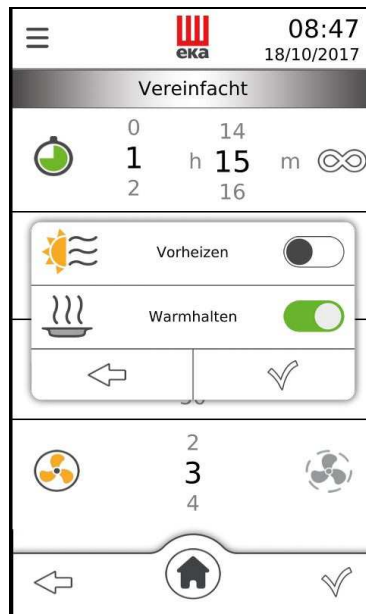 eka
08:47
18/10/2017
Vereinfacht
0 14
1 h 15 m
2 16
Vorheizen
Warmhalten
2
3
4